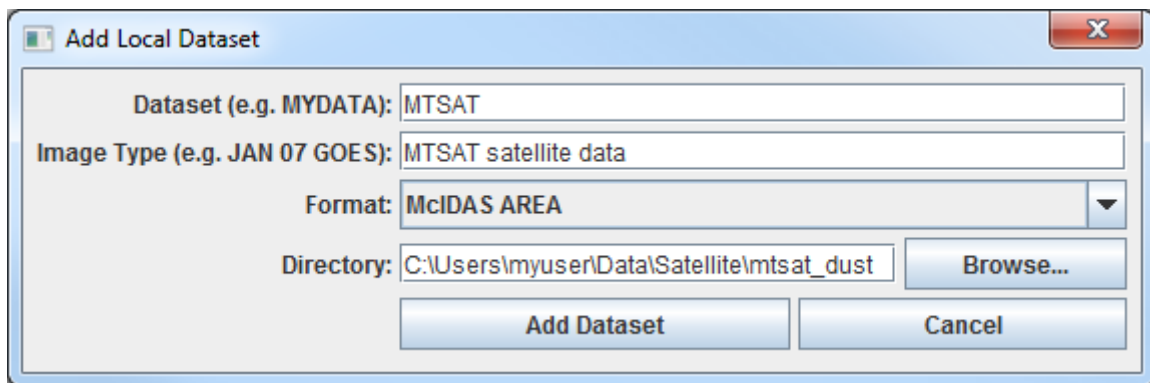 Add Local Dataset
Dataset (e.g. MYDATA): MTSAT
Image Type (e.g. JAN 07 GOES): MTSAT satellite data
Format: McIDAS AREA
Directory: C:\Users\myuser\Data\Satellite\mtsat_dust Browse...
Add Dataset Cancel